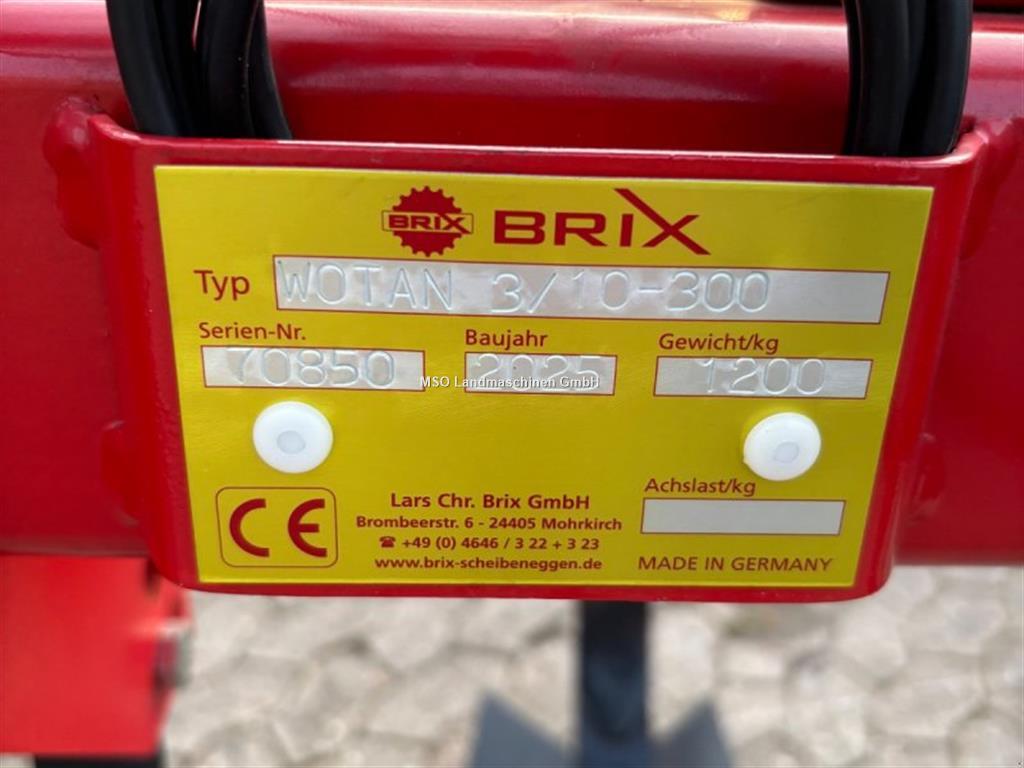 BRIX BRIX
Typ WOTAN 3/10-300
Serien-Nr. Baujahr Gewicht/kg
70850 2025 1200
MSO Landmaschinen GmbH
Achslast/kg
CE
Lars Chr. Brix GmbH
Brombeerstr. 6 - 24405 Mohrkirch
☎ +49 (0) 4646 / 3 22 + 3 23
www.brix-scheibeneggen.de
MADE IN GERMANY